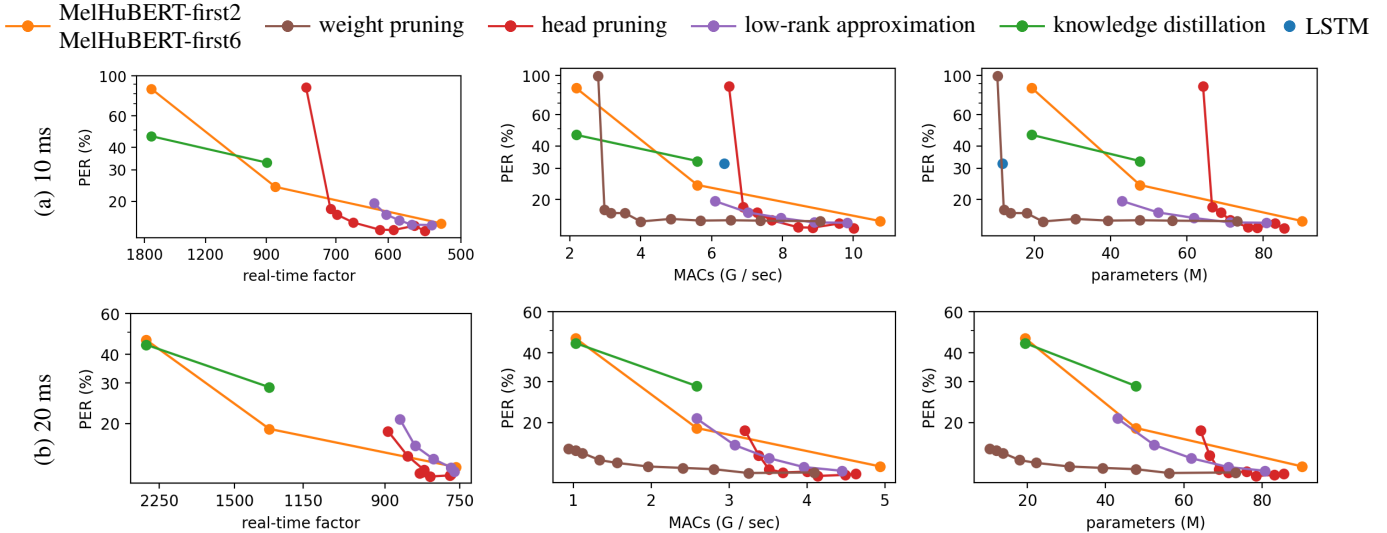 MelHuBERT-first2
MelHuBERT-first6
weight pruning
head pruning
low-rank approximation
knowledge distillation
LSTM
(a) 10 ms
PER (%)
100
60
40
30
20
1800 1200 900 700 600 500
real-time factor
PER (%)
100
60
40
30
20
2 4 6 8 10
MACs (G / sec)
PER (%)
100
60
40
30
20
20 40 60 80
parameters (M)
(b) 20 ms
PER (%)
60
40
30
20
2250 1500 1150 900 750
real-time factor
PER (%)
60
40
30
20
1 2 3 4 5
MACs (G / sec)
PER (%)
60
40
30
20
20 40 60 80
parameters (M)